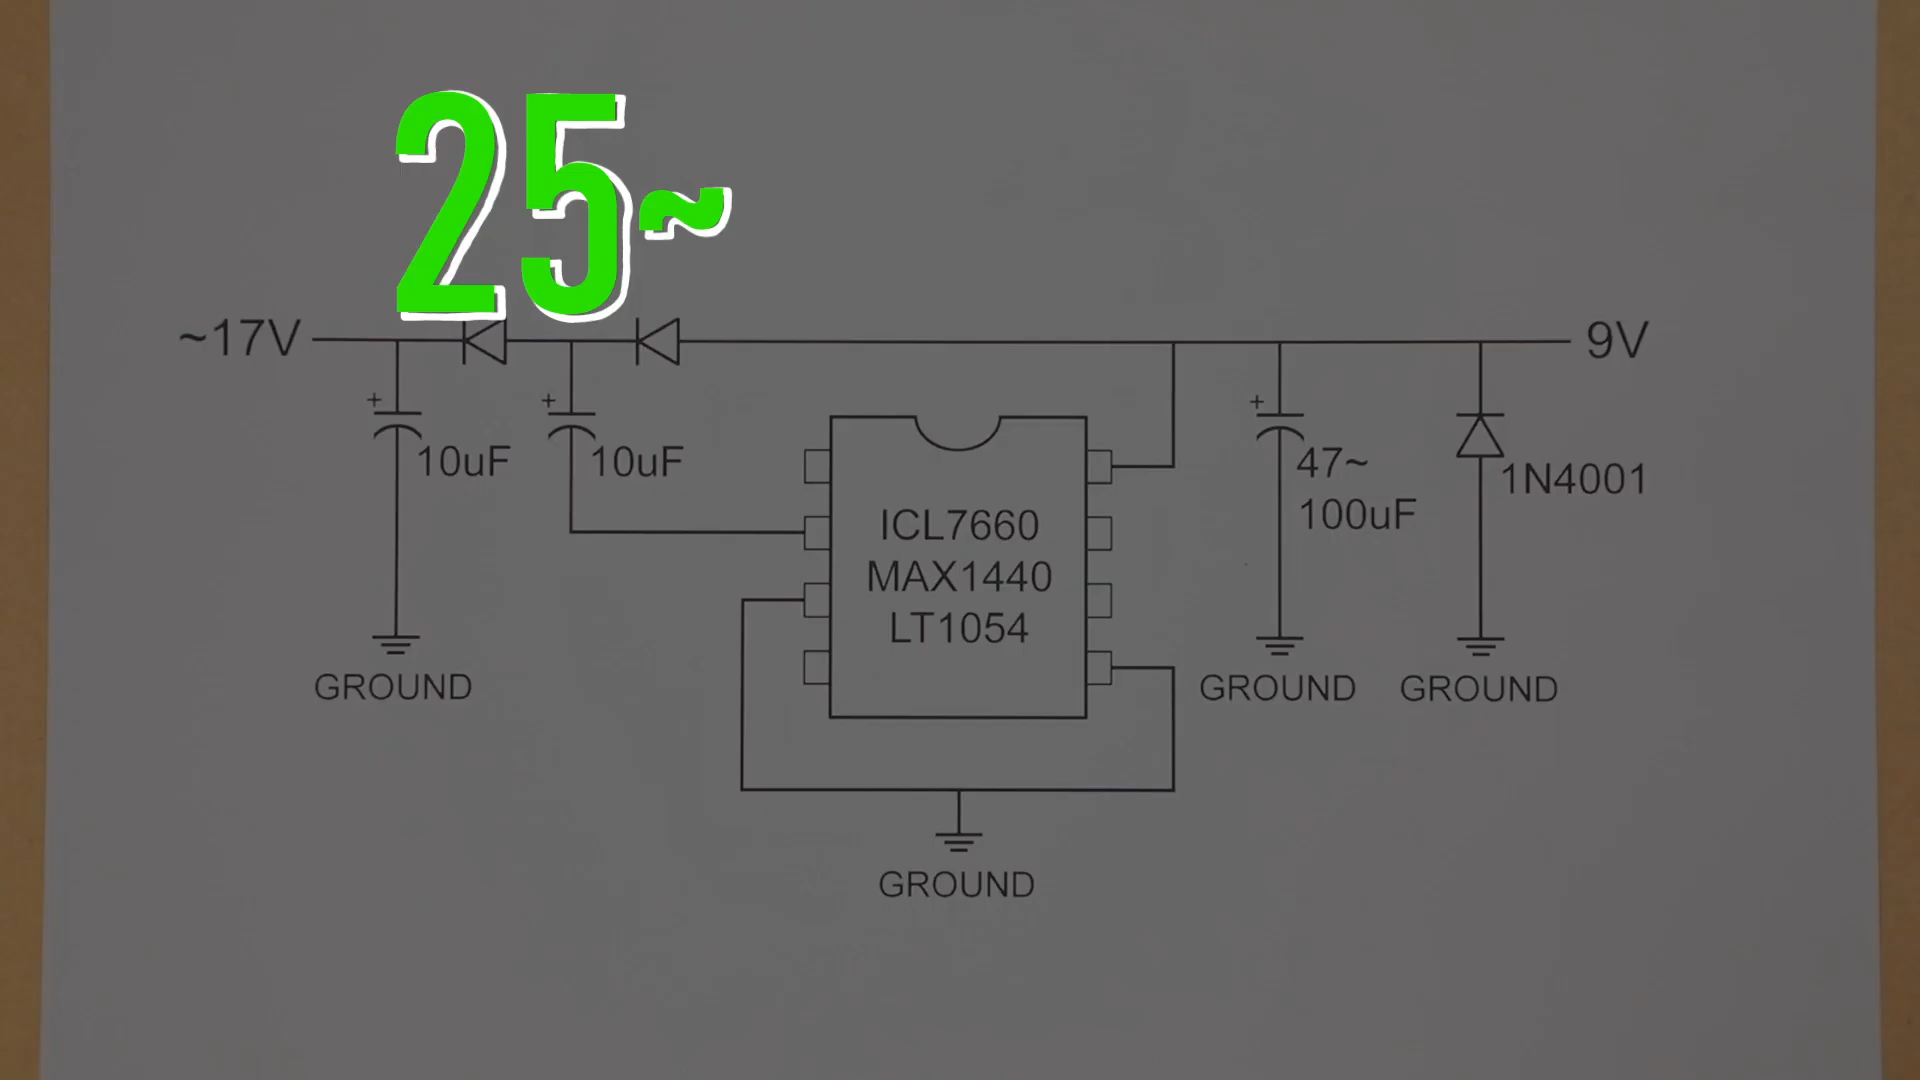 25~
~17V
9V
+
+
+
10uF
10uF
47~
100uF
1N4001
ICL7660
MAX1440
LT1054
GROUND
GROUND
GROUND
GROUND